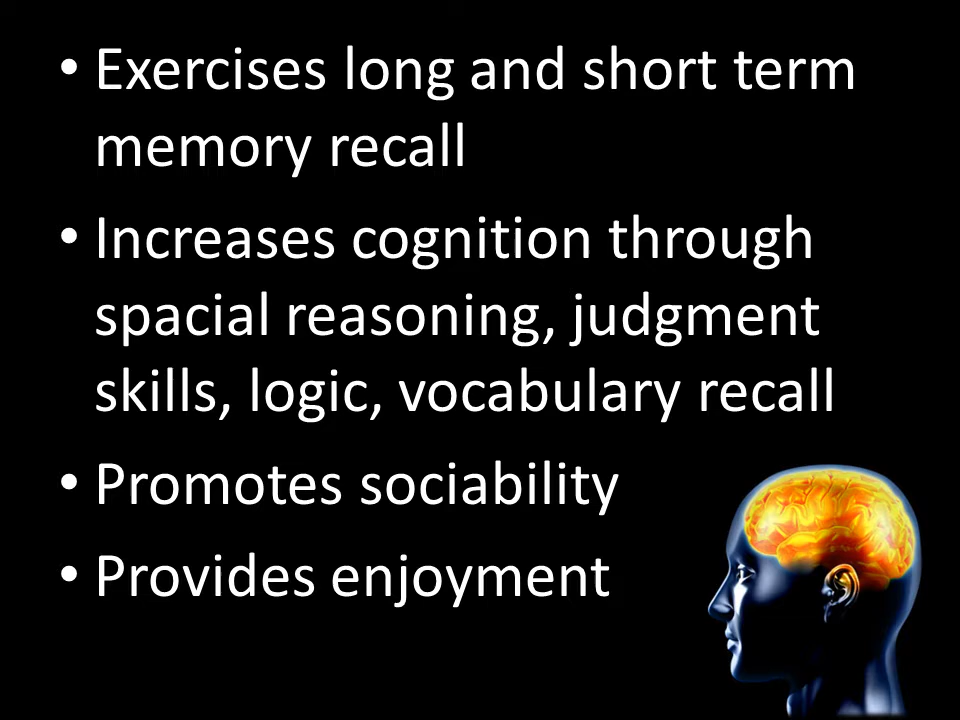 • Exercises long and short term
memory recall
• Increases cognition through
spacial reasoning, judgment
skills, logic, vocabulary recall
• Promotes sociability
• Provides enjoyment